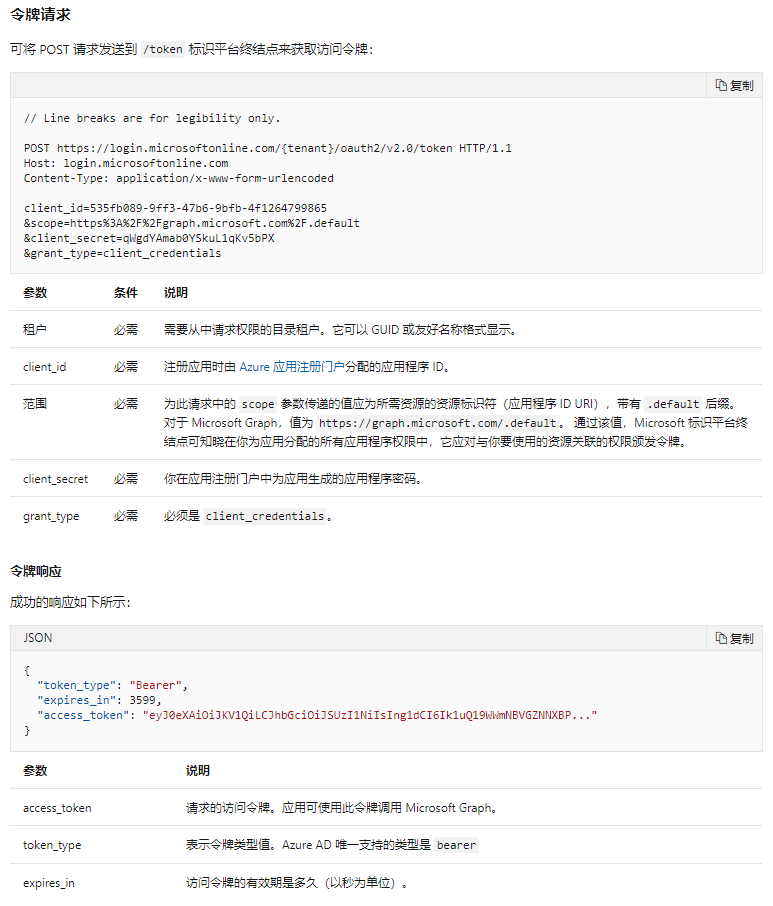 令牌请求
可将 POST 请求发送到 /token 标识平台终结点来获取访问令牌：
复制
// Line breaks are for legibility only.
POST https://login.microsoftonline.com/{tenant}/oauth2/v2.0/token HTTP/1.1
Host: login.microsoftonline.com
Content-Type: application/x-www-form-urlencoded
client_id=535fb089-9ff3-47b6-9bfb-4f1264799865
&scope=https%3A%2F%2Fgraph.microsoft.com%2F.default
&client_secret=qWgdYAmab0YSkuL1qKv5bPX
&grant_type=client_credentials
参数 条件 说明
租户 必需 需要从中请求权限的目录租户。它可以 GUID 或友好名称格式显示。
client_id 必需 注册应用时由 Azure 应用注册门户分配的应用程序 ID。
范围 必需 为此请求中的 scope 参数传递的值应为所需资源的资源标识符（应用程序 ID URI），带有 .default 后缀。
对于 Microsoft Graph，值为 https://graph.microsoft.com/.default 。 通过该值，Microsoft 标识平台终
结点可知晓在你为应用分配的所有应用程序权限中，它应对与你要使用的资源关联的权限颁发令牌。
client_secret 必需 你在应用注册门户中为应用生成的应用程序密码。
grant_type 必需 必须是 client_credentials。
令牌响应
成功的响应如下所示：
JSON 复制
{
"token_type": "Bearer",
"expires_in": 3599,
"access_token": "eyJ0eXAiOiJKV1QiLCJhbGciOiJSUzI1NiIsIng1dCI6Ik1uQ19WWmNBVGZNNXBP..."
}
参数 说明
access_token 请求的访问令牌。应用可使用此令牌调用 Microsoft Graph。
token_type 表示令牌类型值。Azure AD 唯一支持的类型是 bearer
expires_in 访问令牌的有效期是多久（以秒为单位）。